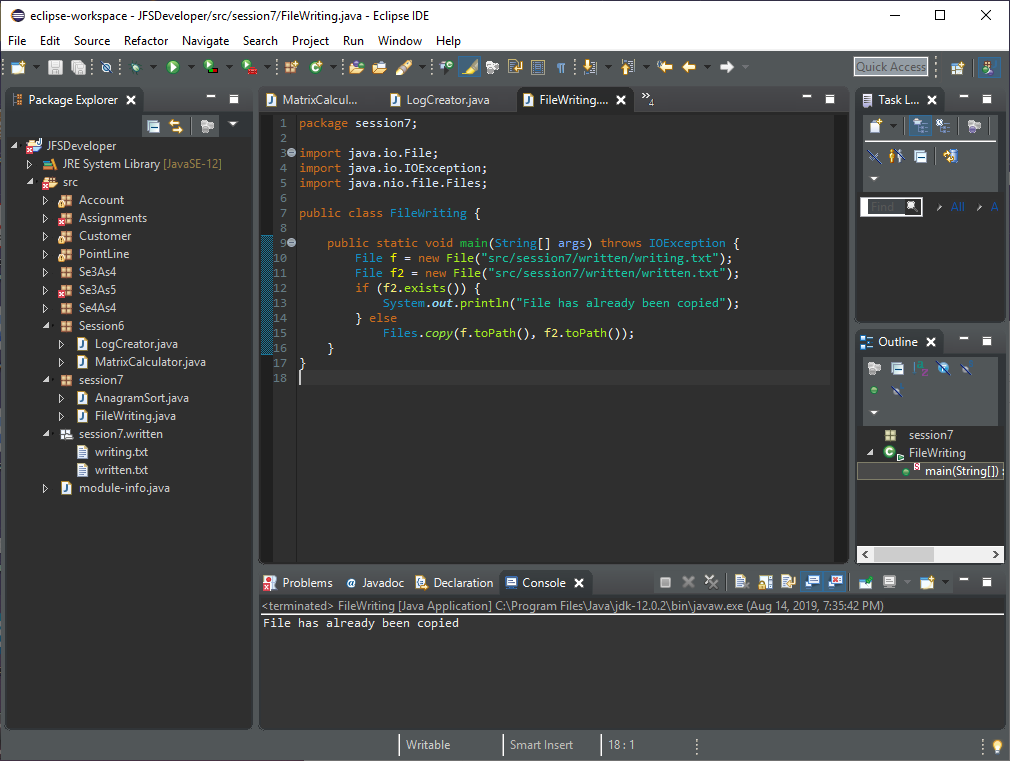 eclipse-workspace - JFSDeveloper/src/session7/FileWriting.java - Eclipse IDE
File Edit Source Refactor Navigate Search Project Run Window Help
Quick Access
Package Explorer
JFSDeveloper
JRE System Library [JavaSE-12]
src
Account
Assignments
Customer
PointLine
Se3As4
Se3As5
Se4As4
Session6
LogCreator.java
MatrixCalculator.java
session7
AnagramSort.java
FileWriting.java
session7.written
writing.txt
written.txt
module-info.java
MatrixCalcul... LogCreator.java FileWriting.... »4
1 package session7;
2
3 import java.io.File;
4 import java.io.IOException;
5 import java.nio.file.Files;
6
7 public class FileWriting {
8
9 public static void main(String[] args) throws IOException {
10 File f = new File("src/session7/written/writing.txt");
11 File f2 = new File("src/session7/written/written.txt");
12 if (f2.exists()) {
13 System.out.println("File has already been copied");
14 } else
15 Files.copy(f.toPath(), f2.toPath());
16 }
17 }
18
Task L...
Find All A
Outline
session7
FileWriting
main(String[]) :
Problems Javadoc Declaration Console
<terminated> FileWriting [Java Application] C:\Program Files\Java\jdk-12.0.2\bin\javaw.exe (Aug 14, 2019, 7:35:42 PM)
File has already been copied
Writable Smart Insert 18 : 1